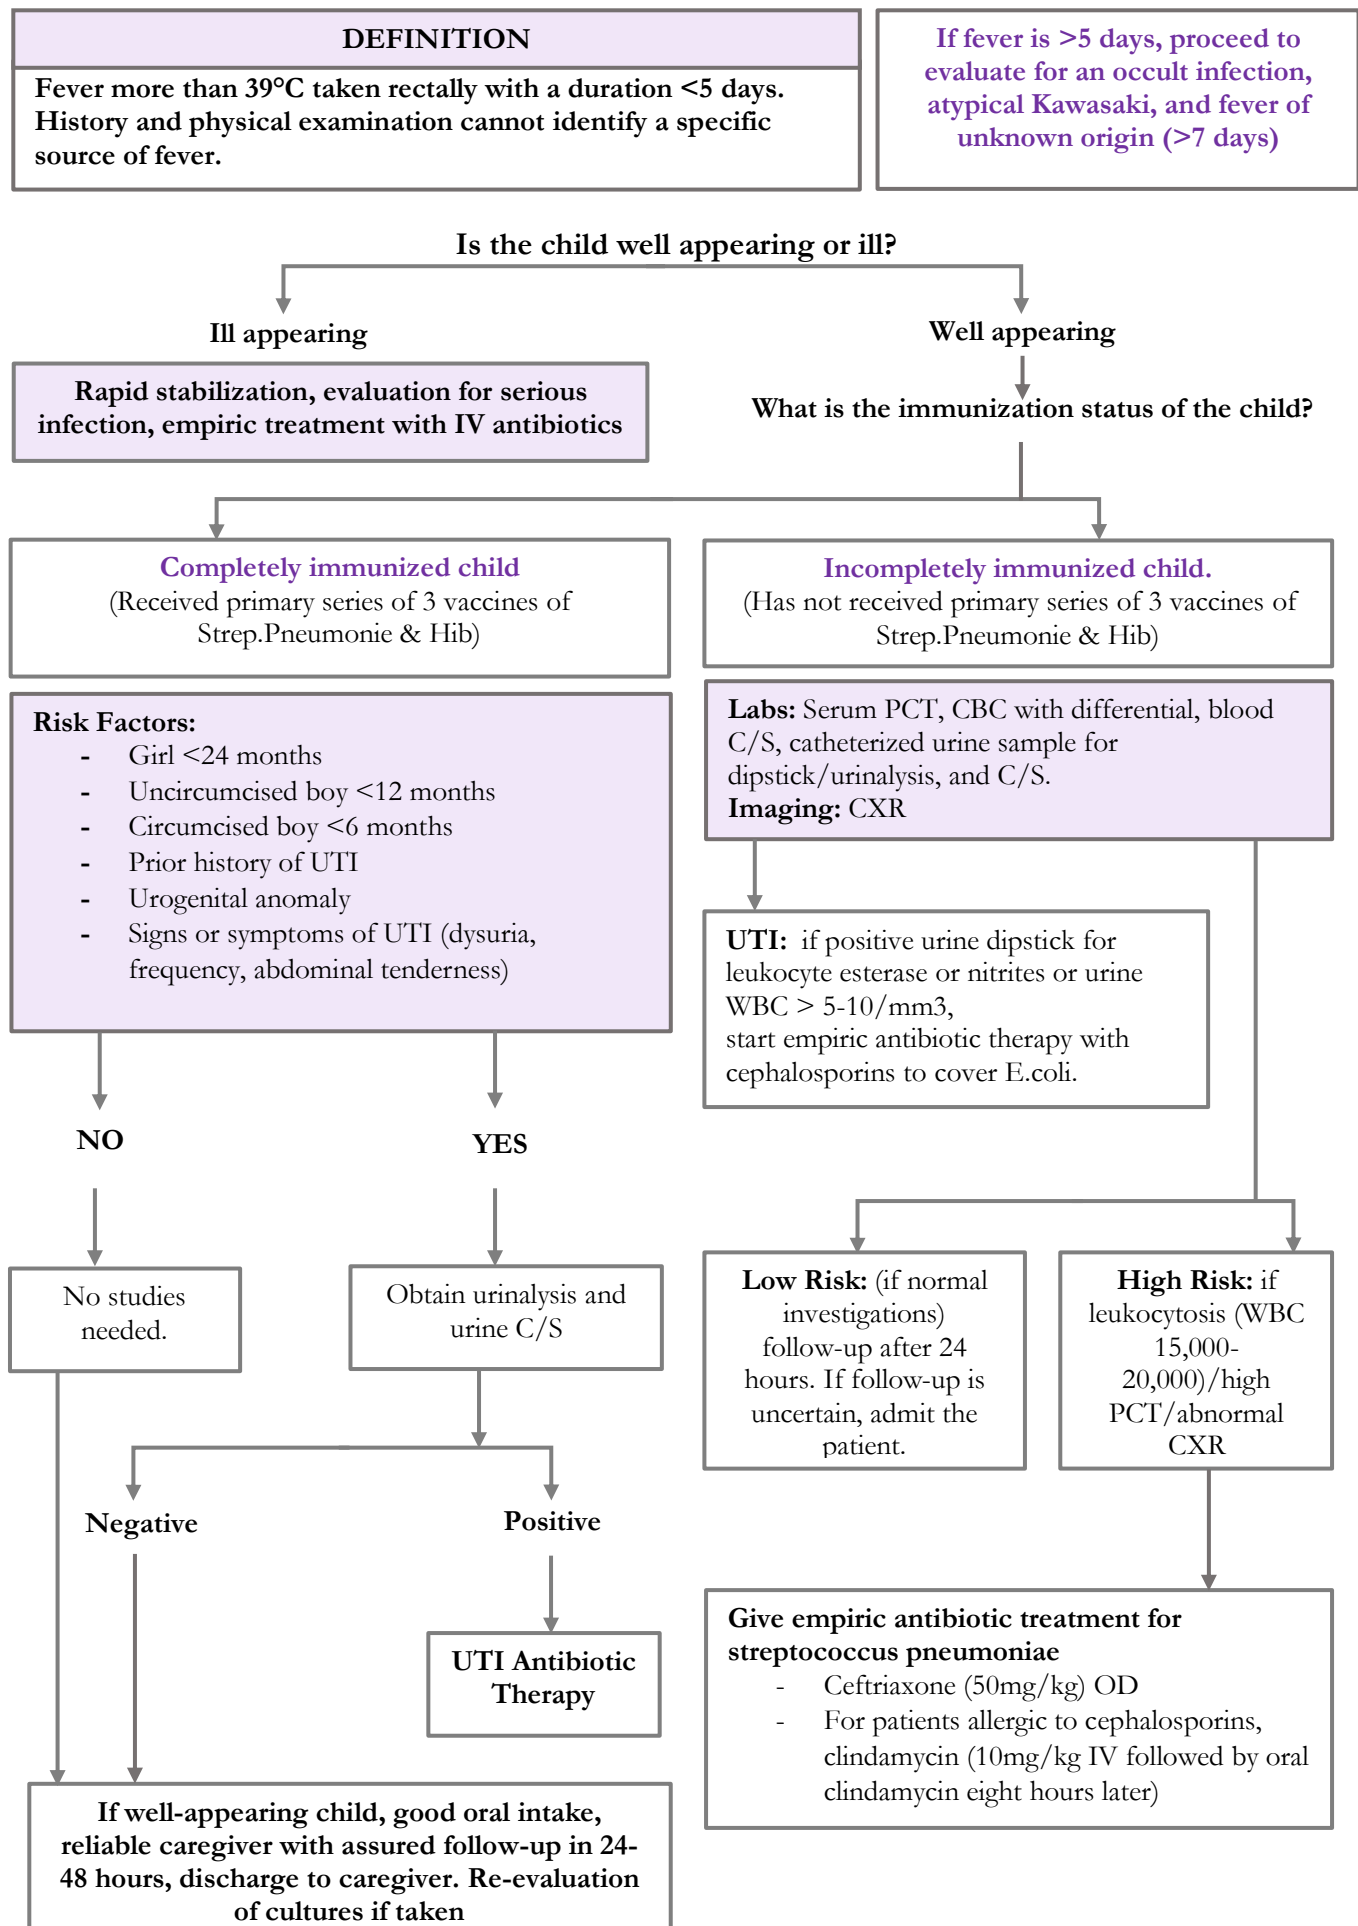 DEFINITION
Fever more than 39°C taken rectally with a duration <5 days.
History and physical examination cannot identify a specific
source of fever.
If fever is >5 days, proceed to
evaluate for an occult infection,
atypical Kawasaki, and fever of
unknown origin (>7 days)
Is the child well appearing or ill?
Ill appearing
Well appearing
Rapid stabilization, evaluation for serious
infection, empiric treatment with IV antibiotics
What is the immunization status of the child?
Completely immunized child
(Received primary series of 3 vaccines of
Strep.Pneumonie & Hib)
Incompletely immunized child.
(Has not received primary series of 3 vaccines of
Strep.Pneumonie & Hib)
Risk Factors:
- Girl <24 months
- Uncircumcised boy <12 months
- Circumcised boy <6 months
- Prior history of UTI
- Urogenital anomaly
- Signs or symptoms of UTI (dysuria,
frequency, abdominal tenderness)
Labs: Serum PCT, CBC with differential, blood
C/S, catheterized urine sample for
dipstick/urinalysis, and C/S.
Imaging: CXR
UTI: if positive urine dipstick for
leukocyte esterase or nitrites or urine
WBC > 5-10/mm3,
start empiric antibiotic therapy with
cephalosporins to cover E.coli.
NO
YES
No studies
needed.
Obtain urinalysis and
urine C/S
Low Risk: (if normal
investigations)
follow-up after 24
hours. If follow-up is
uncertain, admit the
patient.
High Risk: if
leukocytosis (WBC
15,000-
20,000)/high
PCT/abnormal
CXR
Negative
Positive
UTI Antibiotic
Therapy
Give empiric antibiotic treatment for
streptococcus pneumoniae
- Ceftriaxone (50mg/kg) OD
- For patients allergic to cephalosporins,
clindamycin (10mg/kg IV followed by oral
clindamycin eight hours later)
If well-appearing child, good oral intake,
reliable caregiver with assured follow-up in 24-
48 hours, discharge to caregiver. Re-evaluation
of cultures if taken